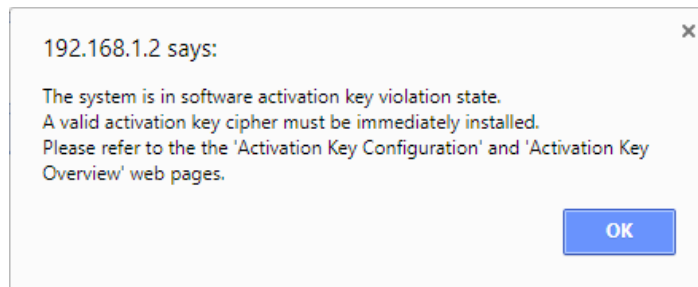 192.168.1.2 says:
The system is in software activation key violation state.
A valid activation key cipher must be immediately installed.
Please refer to the the 'Activation Key Configuration' and 'Activation Key
Overview' web pages.
OK